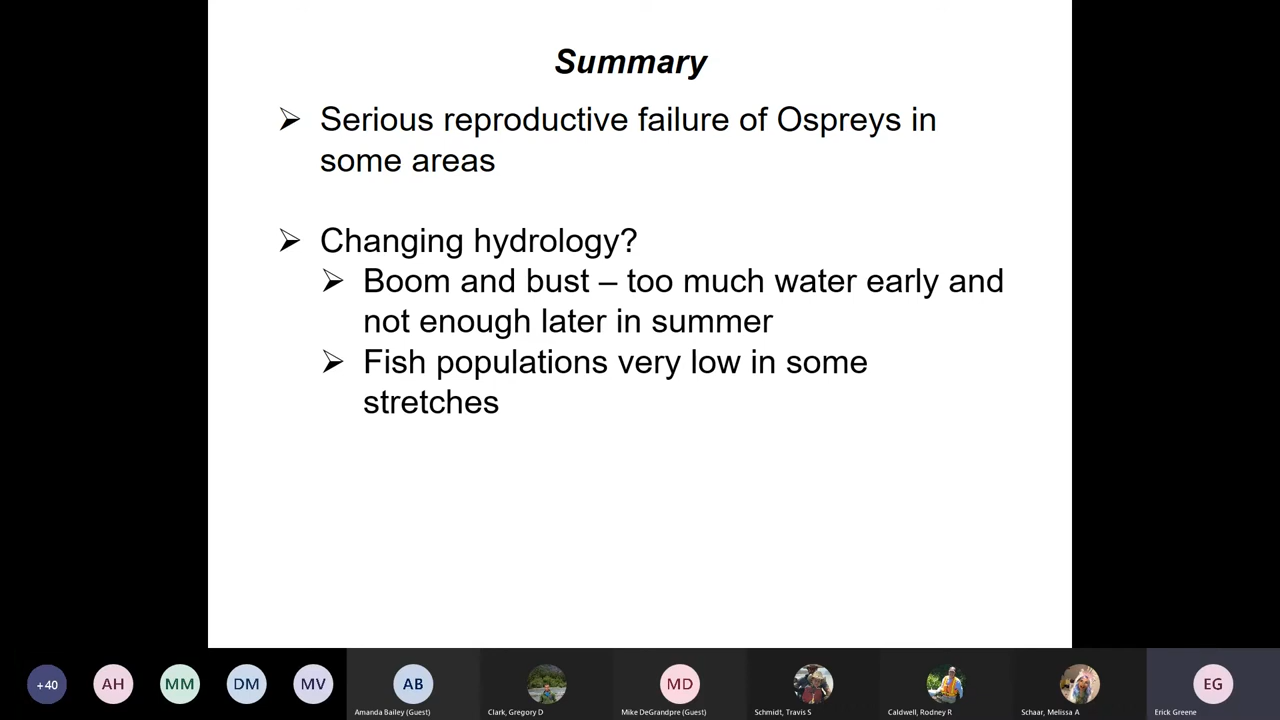 Summary
➢ Serious reproductive failure of Ospreys in
some areas
➢ Changing hydrology?
➢ Boom and bust – too much water early and
not enough later in summer
➢ Fish populations very low in some
stretches
+40 AH MM DM MV AB MD EG
Amanda Bailey (Guest) Clark, Gregory D Mike DeGrandpre (Guest) Schmidt, Travis S Caldwell, Rodney R Schaar, Melissa A Erick Greene